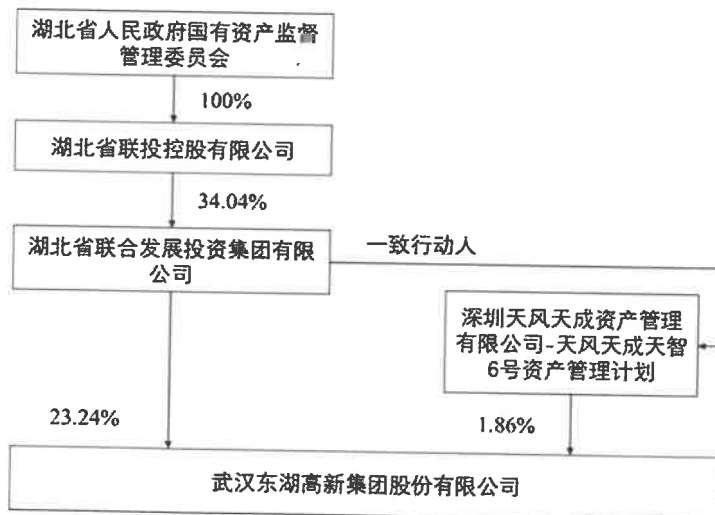 湖北省人民政府国有资产监督
管理委员会
100%
湖北省联投控股有限公司
34.04%
湖北省联合发展投资集团有限
公司
一致行动人
深圳天风天成资产管理
有限公司-天风天成天智
6号资产管理计划
23.24%
1.86%
武汉东湖高新集团股份有限公司